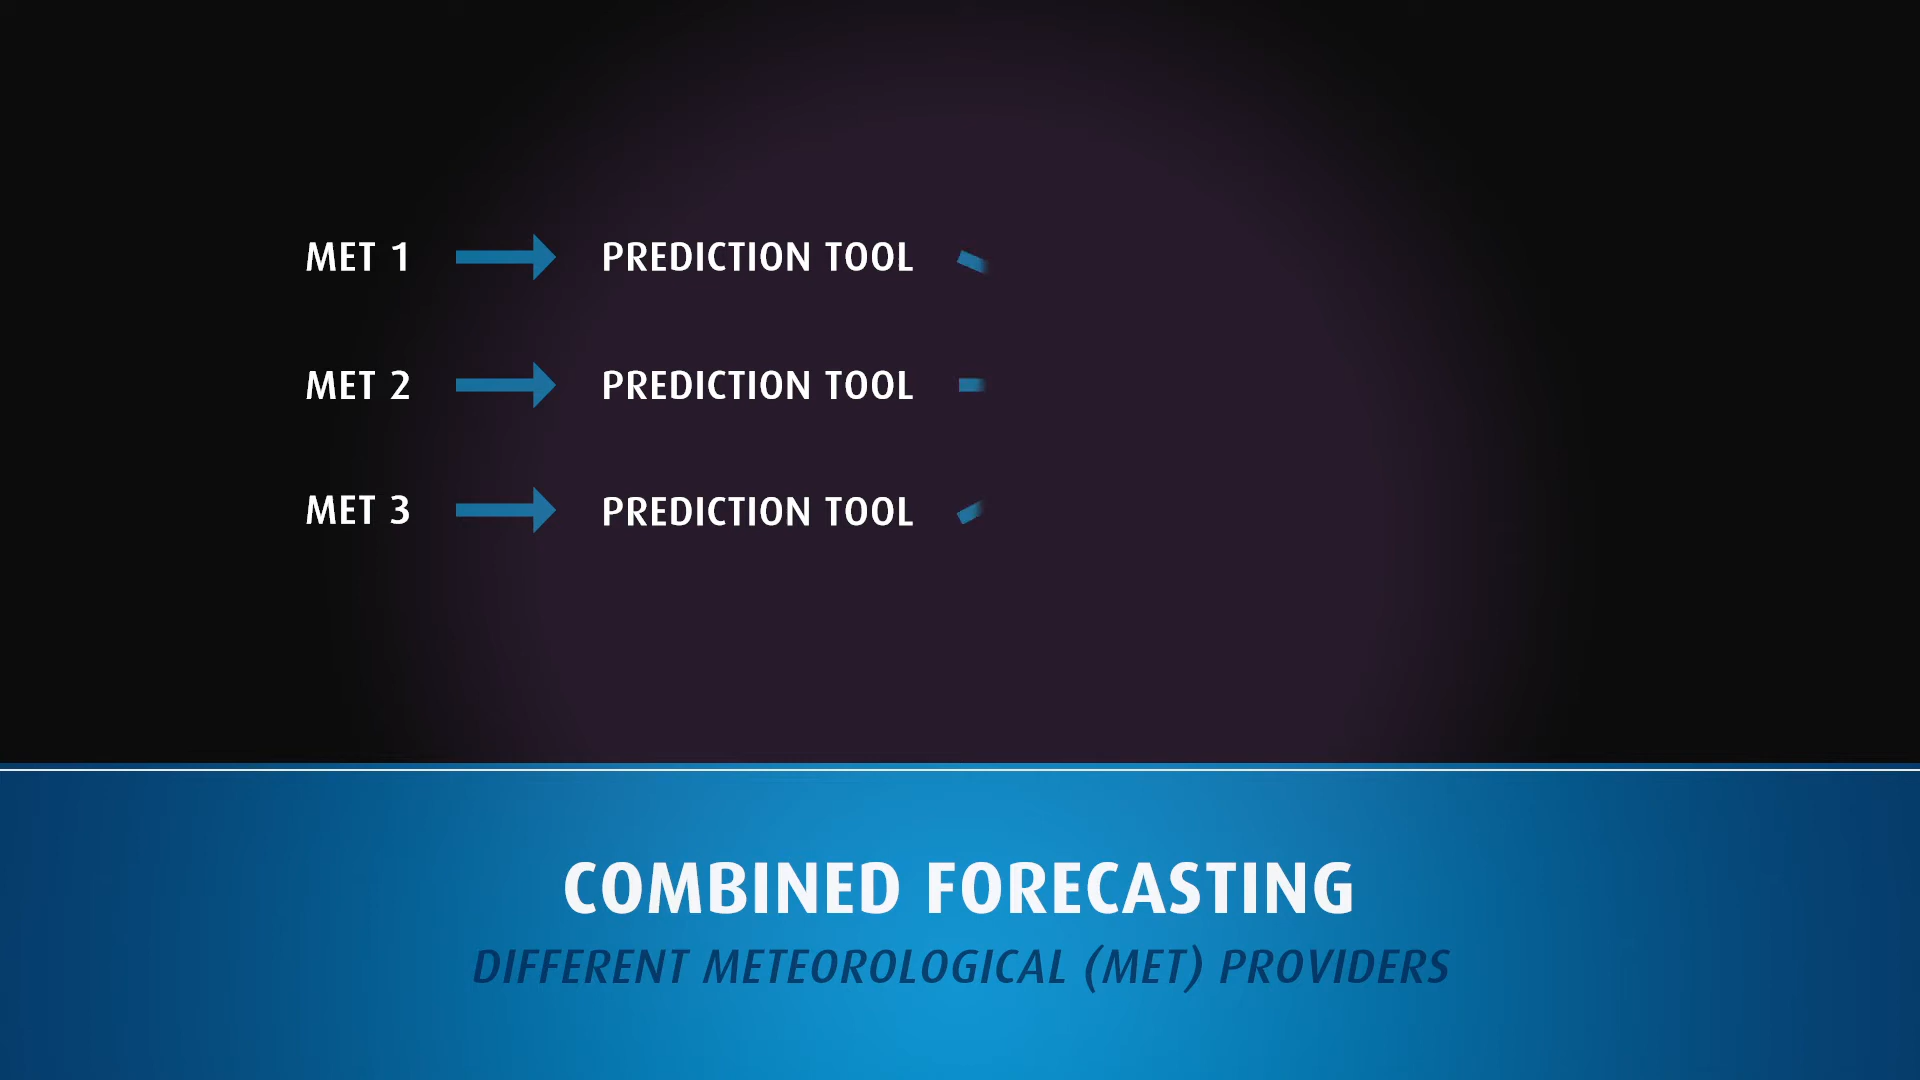 MET 1 PREDICTION TOOL
MET 2 PREDICTION TOOL
MET 3 PREDICTION TOOL
COMBINED FORECASTING
DIFFERENT METEOROLOGICAL (MET) PROVIDERS